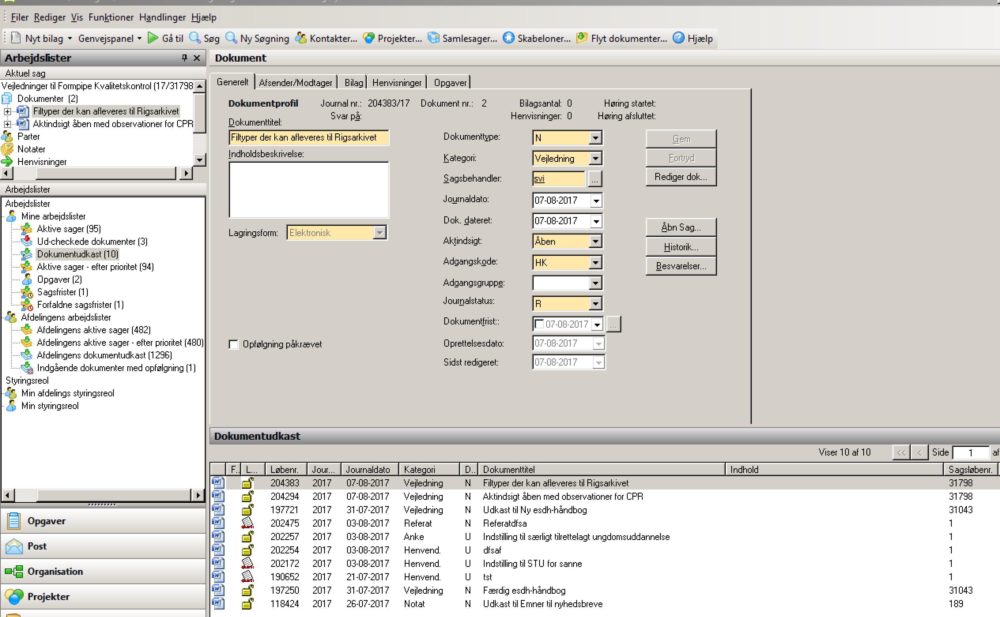 Filer Rediger Vis Funktioner Handlinger Hjælp
Nyt bilag Genvejspanel Gå til Søg Ny Søgning Kontakter... Projekter... Samlesager... Skabeloner... Flyt dokumenter... Hjælp
Arbejdslister
Aktuel sag
Vejledninger til Formpipe Kvalitetskontrol (17/31798
Dokumenter (2)
Filtyper der kan afleveres til Rigsarkivet
Aktindsigt åben med observationer for CPR
Parter
Notater
Henvisninger
Arbejdslister
Arbejdslister
Mine arbejdslister
Aktive sager (95)
Ud-checkede dokumenter (3)
Dokumentudkast (10)
Aktive sager - efter prioritet (94)
Opgaver (2)
Sagsfrister (1)
Forfaldne sagsfrister (1)
Afdelingens arbejdslister
Afdelingens aktive sager (482)
Afdelingens aktive sager - efter prioritet (480)
Afdelingens dokumentudkast (1296)
Indgående dokumenter med opfølgning (1)
Styringsreol
Min afdelings styringsreol
Min styringsreol
Opgaver
Post
Organisation
Projekter
Dokument
Generelt Afsender/Modtager Bilag Henvisninger Opgaver
Dokumentprofil Journal nr.: 204383/17 Dokument nr.: 2 Bilagsantal: 0 Høring startet:
Svar på: Henvisninger: 0 Høring afsluttet:
Dokumenttitel:
Filtyper der kan afleveres til Rigsarkivet
Indholdsbeskrivelse:
Lagringsform: Elektronisk
Opfølgning påkrævet
Dokumenttype: N
Kategori: Vejledning
Sagsbehandler: svi ...
Journaldato: 07-08-2017
Dok. dateret: 07-08-2017
Aktindsigt: Åben
Adgangskode: HK
Adgangsgruppe:
Journalstatus: R
Dokumentfrist:: 07-08-2017 ...
Oprettelsesdato: 07-08-2017
Sidst redigeret: 07-08-2017
Gem
Fortryd
Rediger dok...
Åbn Sag...
Historik...
Besvarelser...
Dokumentudkast
Viser 10 af 10 << < Side 1 af
F.. L... Løbenr. Jour... Journaldato Kategori D.. Dokumenttitel Indhold Sagsløbenr.
204383 2017 07-08-2017 Vejledning N Filtyper der kan afleveres til Rigsarkivet 31798
204294 2017 07-08-2017 Vejledning N Aktindsigt åben med observationer for CPR 31798
197721 2017 31-07-2017 Vejledning N Udkast til Ny esdh-håndbog 31043
202475 2017 03-08-2017 Referat N Referatdfsa 1
202257 2017 03-08-2017 Anke U Indstilling til særligt tilrettelagt ungdomsuddannelse 1
202254 2017 03-08-2017 Henvend. U dfsaf 1
202172 2017 03-08-2017 Henvend. U Indstilling til STU for sanne 1
190652 2017 21-07-2017 Henvend. U tst 1
197250 2017 31-07-2017 Vejledning N Færdig esdh-håndbog 31043
118424 2017 26-07-2017 Notat N Udkast til Emner til nyhedsbreve 189